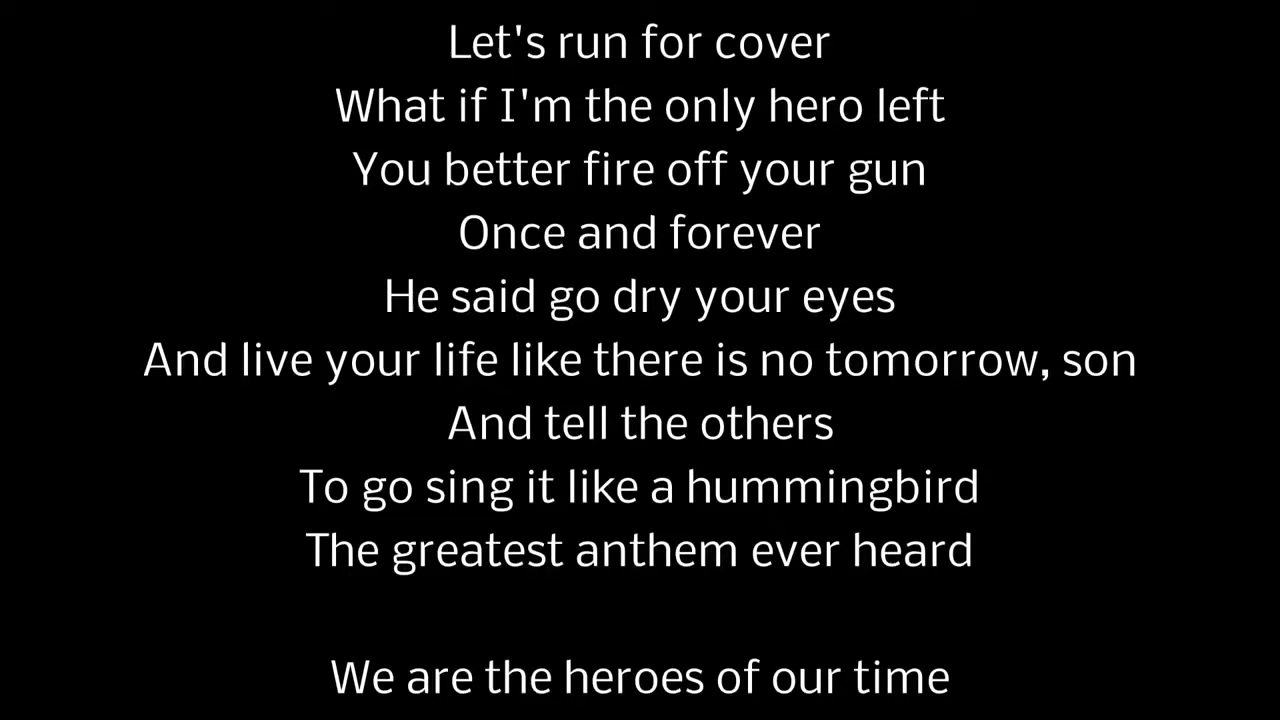 Let's run for cover
What if I'm the only hero left
You better fire off your gun
Once and forever
He said go dry your eyes
And live your life like there is no tomorrow, son
And tell the others
To go sing it like a hummingbird
The greatest anthem ever heard
We are the heroes of our time